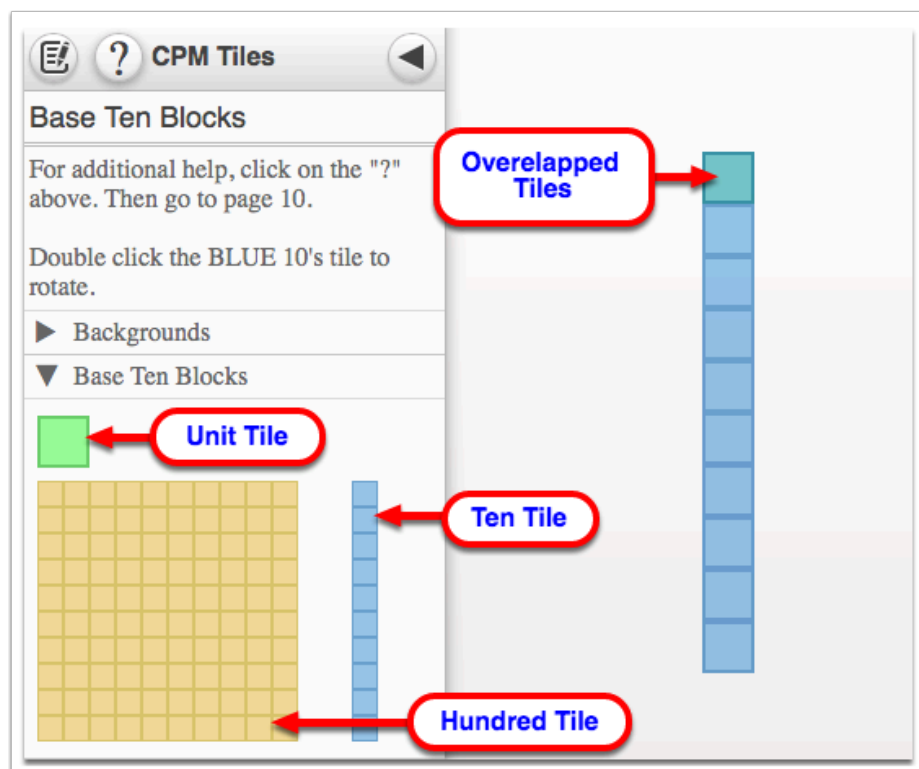 ? CPM Tiles
Base Ten Blocks
For additional help, click on the "?"
above. Then go to page 10.
Double click the BLUE 10's tile to
rotate.
Backgrounds
Base Ten Blocks
Overelapped
Tiles
Unit Tile
Ten Tile
Hundred Tile